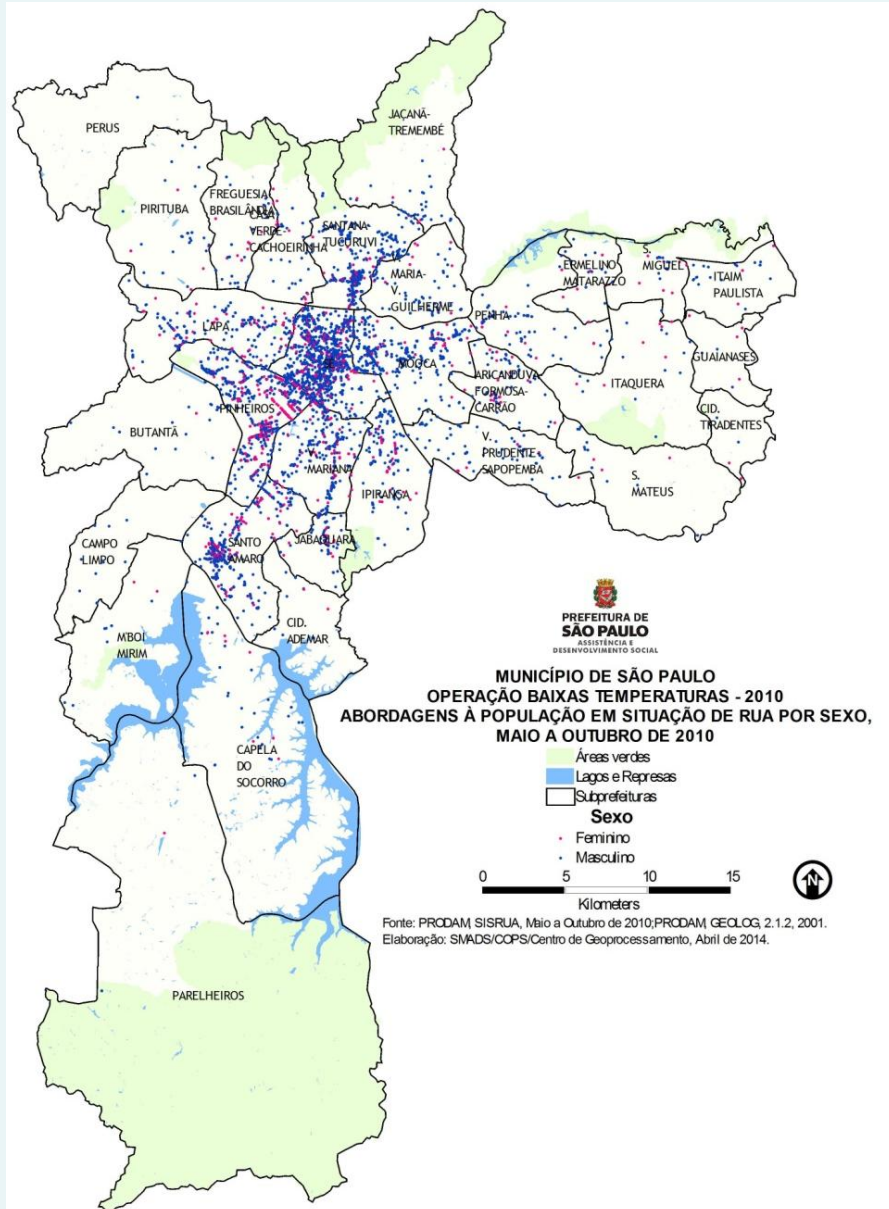 JAÇANÃ-
TREMEMBÉ
PERUS
PIRITUBA
FREGUESIA-
BRASILÂNDIA
CASA
VERDE-
CACHOEIRINHA
SANTANA-
TUCURUVI
V.
MARIA-
V.
GUILHERME
ERMELINO
MATARAZZO
S.
MIGUEL
ITAIM
PAULISTA
PENHA
LAPA
SÉ
MOOCA
ARICANDUVA-
FORMOSA-
CARRÃO
ITAQUERA
GUAIANASES
PINHEIROS
BUTANTÃ
CID.
TIRADENTES
V.
MARIANA
IPIRANGA
V.
PRUDENTE-
SAPOPEMBA
S.
MATEUS
CAMPO
LIMPO
SANTO
AMARO
JABAQUARA
M'BOI
MIRIM
CID.
ADEMAR
CAPELA
DO
SOCORRO
PARELHEIROS
PREFEITURA DE
SÃO PAULO
ASSISTÊNCIA E
DESENVOLVIMENTO SOCIAL
MUNICÍPIO DE SÃO PAULO
OPERAÇÃO BAIXAS TEMPERATURAS - 2010
ABORDAGENS À POPULAÇÃO EM SITUAÇÃO DE RUA POR SEXO,
MAIO A OUTUBRO DE 2010
Áreas verdes
Lagos e Represas
Subprefeituras
Sexo
Feminino
Masculino
0 5 10 15
Kilometers
N
Fonte: PRODAM, SISRUA, Maio a Outubro de 2010;PRODAM, GEOLOG, 2.1.2, 2001.
Elaboração: SMADS/COPS/Centro de Geoprocessamento, Abril de 2014.